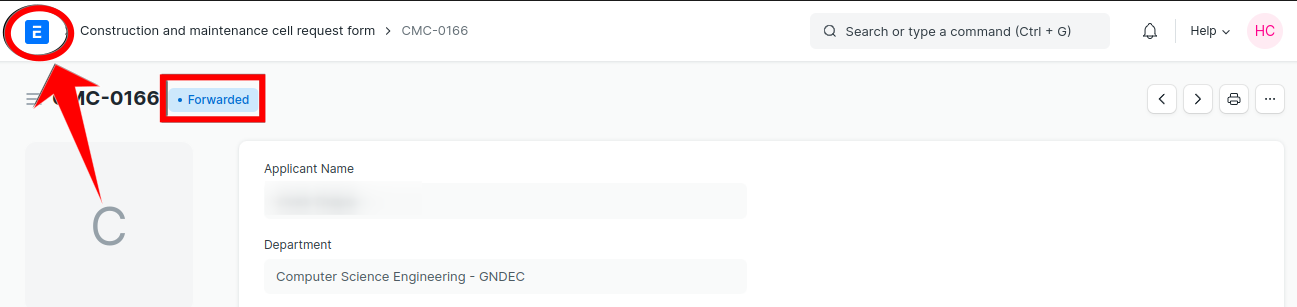 E Construction and maintenance cell request form > CMC-0166 Search or type a command (Ctrl + G) Help HC
CMC-0166 • Forwarded
C
Applicant Name
Department
Computer Science Engineering - GNDEC